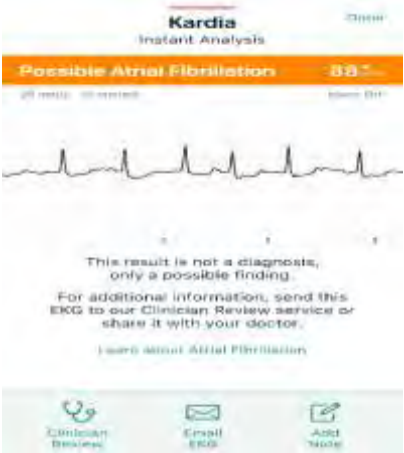 Kardia
Instant Analysis
Possible Atrial Fibrillation 88
This result is not a diagnosis,
only a possible finding.
For additional information, send this
EKG to our Clinician Review service or
share it with your doctor.
Learn about Atrial Fibrillation
Clinician
Review
Email
EKG
Add
Note